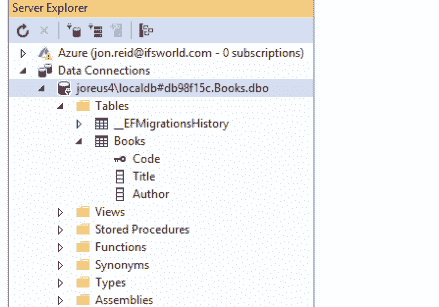 Server Explorer
Azure (jon.reid@ifsworld.com - 0 subscriptions)
Data Connections
joreus4\localdb#db98f15c.Books.dbo
Tables
__EFMigrationsHistory
Books
Code
Title
Author
Views
Stored Procedures
Functions
Synonyms
Types
Assemblies